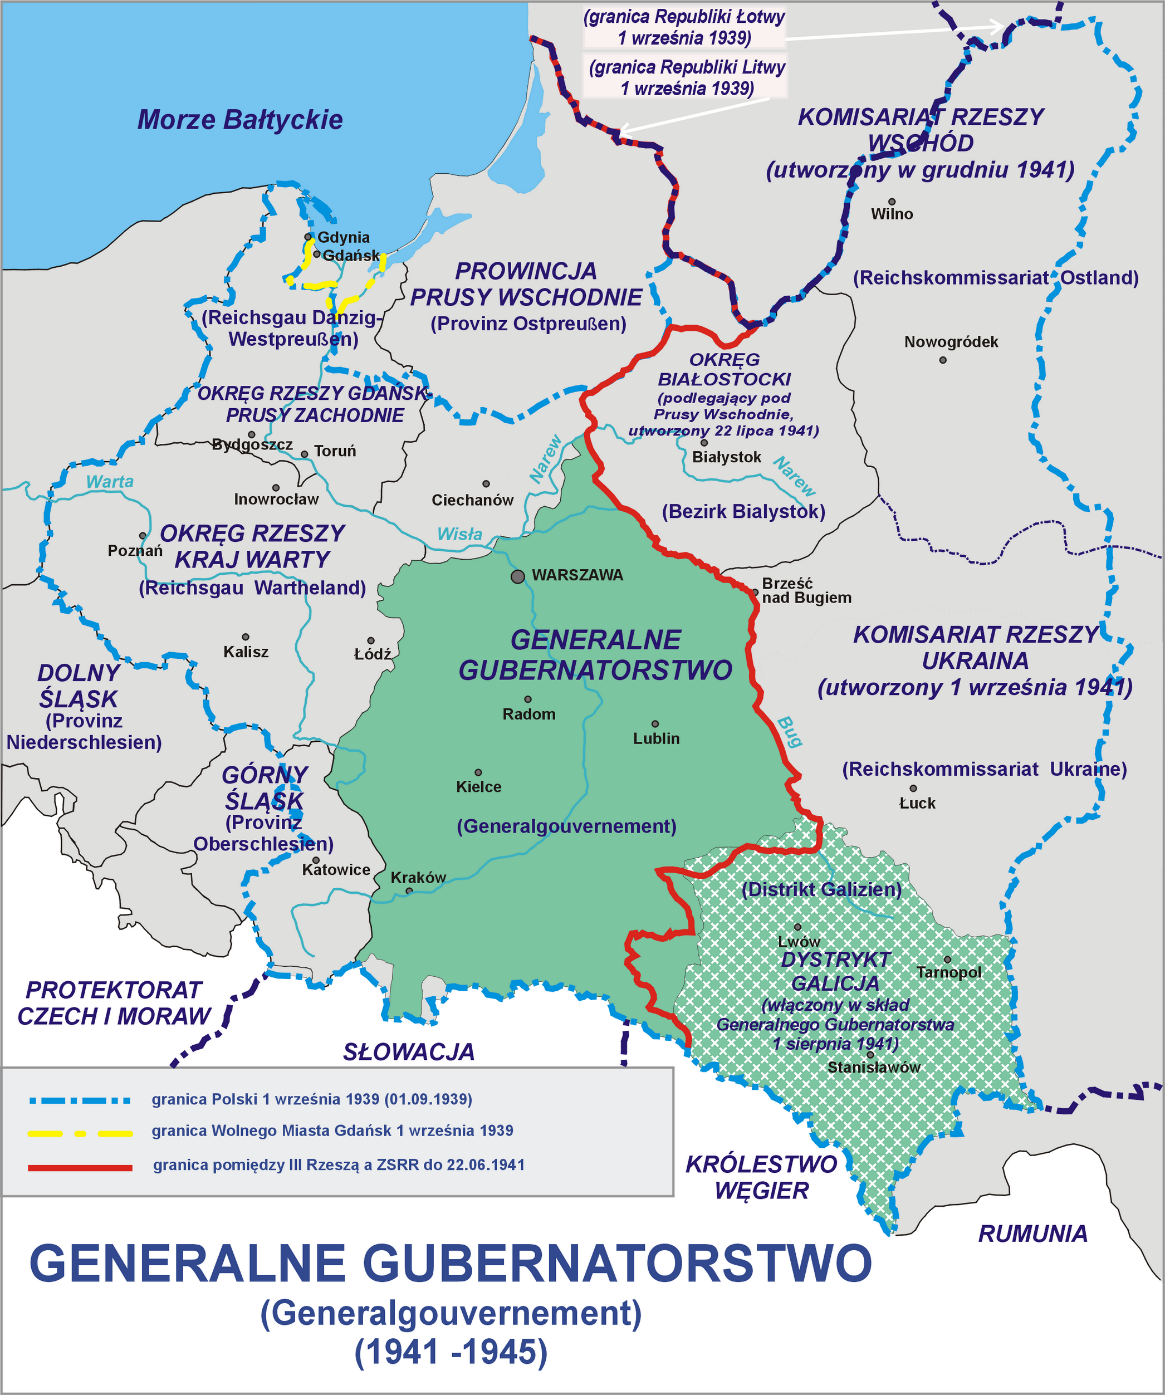 (granica Republiki Łotwy
1 września 1939)
(granica Republiki Litwy
1 września 1939)
Morze Bałtyckie
KOMISARIAT RZESZY
WSCHÓD
(utworzony w grudniu 1941)
Wilno
(Reichskommissariat Ostland)
Nowogródek
Gdynia
Gdańsk
PROWINCJA
PRUSY WSCHODNIE
(Provinz Ostpreußen)
(Reichsgau Danzig-
Westpreußen)
OKRĘG RZESZY GDAŃSK-
PRUSY ZACHODNIE
OKRĘG
BIAŁOSTOCKI
(podlegający pod
Prusy Wschodnie,
utworzony 22 lipca 1941)
Białystok
Narew
Narew
(Bezirk Bialystok)
Bydgoszcz
Toruń
Inowrocław
Ciechanów
Warta
Wisła
Poznań
OKRĘG RZESZY
KRAJ WARTY
(Reichsgau Wartheland)
WARSZAWA
Brześć
nad Bugiem
Kalisz
Łódź
GENERALNE
GUBERNATORSTWO
KOMISARIAT RZESZY
UKRAINA
(utworzony 1 września 1941)
DOLNY
ŚLĄSK
(Provinz
Niederschlesien)
Radom
Lublin
Bug
Kielce
(Reichskommissariat Ukraine)
Łuck
GÓRNY
ŚLĄSK
(Provinz
Oberschlesien)
(Generalgouvernement)
Katowice
Kraków
(Distrikt Galizien)
Lwów
DYSTRYKT
GALICJA
(włączony w skład
Generalnego Gubernatorstwa
1 sierpnia 1941)
Tarnopol
Stanisławów
PROTEKTORAT
CZECH I MORAW
SŁOWACJA
KRÓLESTWO
WĘGIER
RUMUNIA
granica Polski 1 września 1939 (01.09.1939)
granica Wolnego Miasta Gdańsk 1 września 1939
granica pomiędzy III Rzeszą a ZSRR do 22.06.1941
GENERALNE GUBERNATORSTWO
(Generalgouvernement)
(1941 -1945)